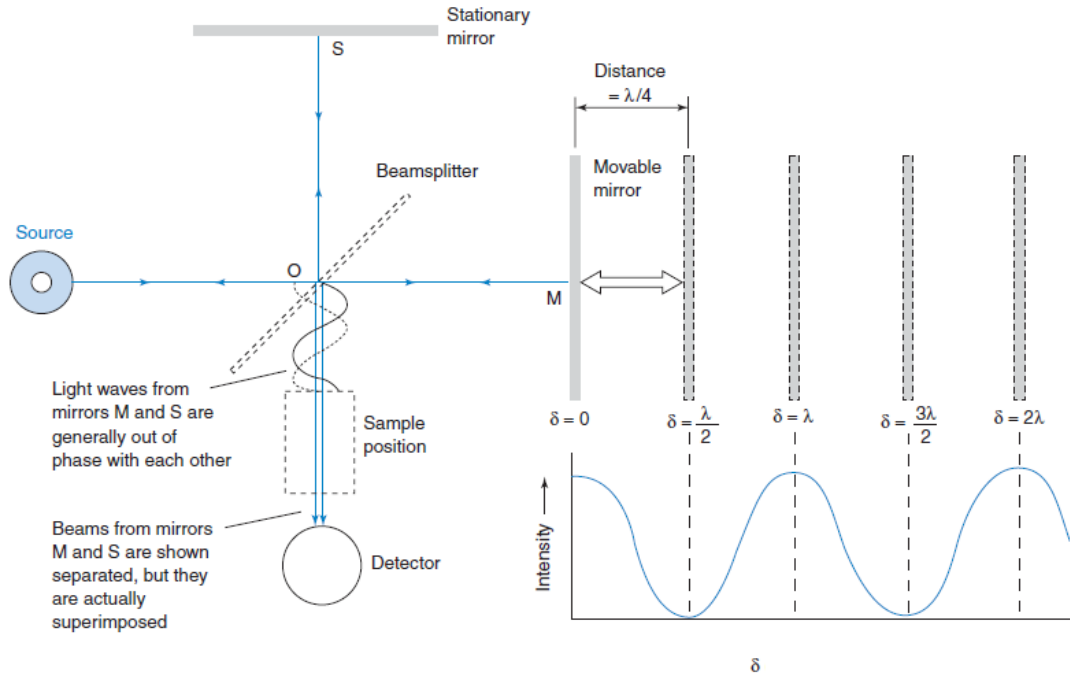 Stationary
mirror
S
Distance
= λ/4
Movable
mirror
Beamsplitter
Source
O
M
Light waves from
mirrors M and S are
generally out of
phase with each other
Sample
position
δ = 0
δ = λ/2
δ = λ
δ = 3λ/2
δ = 2λ
Beams from mirrors
M and S are shown
separated, but they
are actually
superimposed
Detector
Intensity
δ